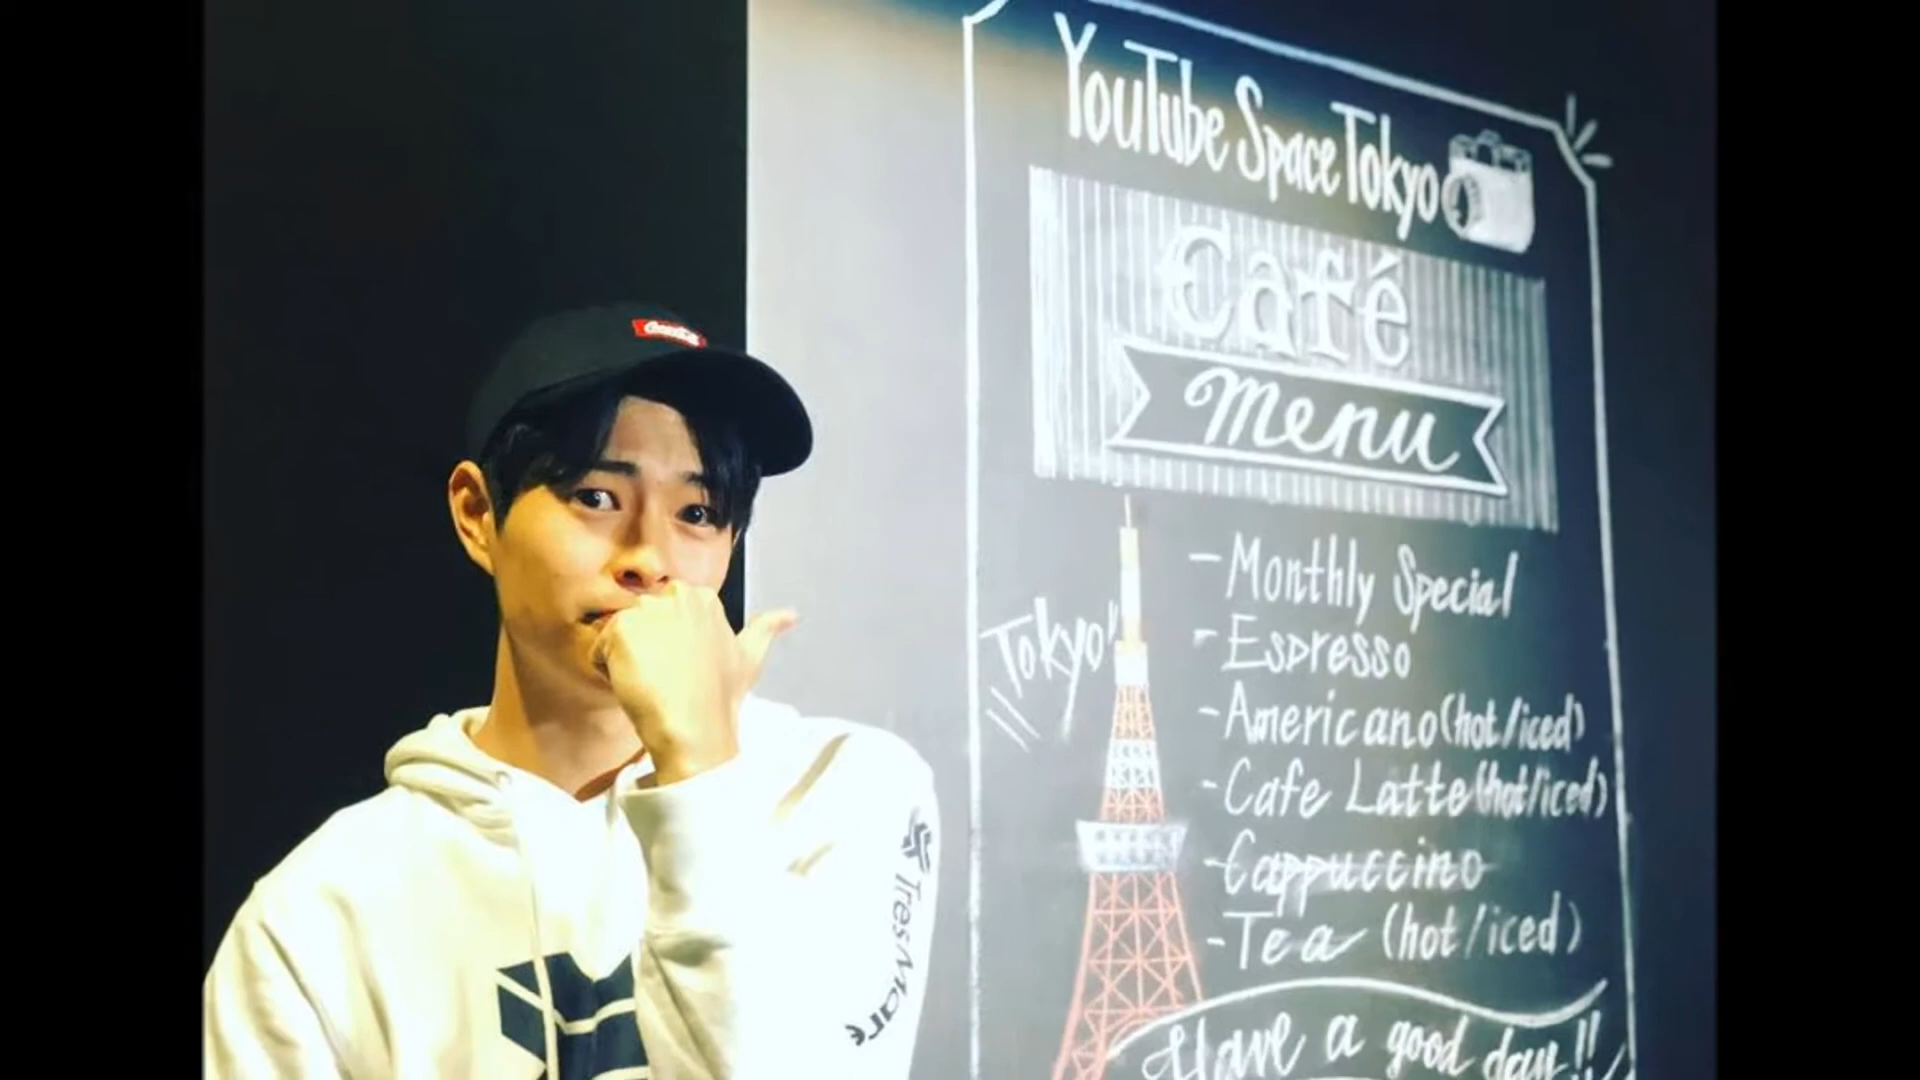 YouTube Space Tokyo
Café
menu
"Tokyo"
- Monthly Special
- Espresso
- Americano (hot/iced)
- Cafe Latte (hot/iced)
- Cappuccino
- Tea (hot/iced)
Have a good day!!